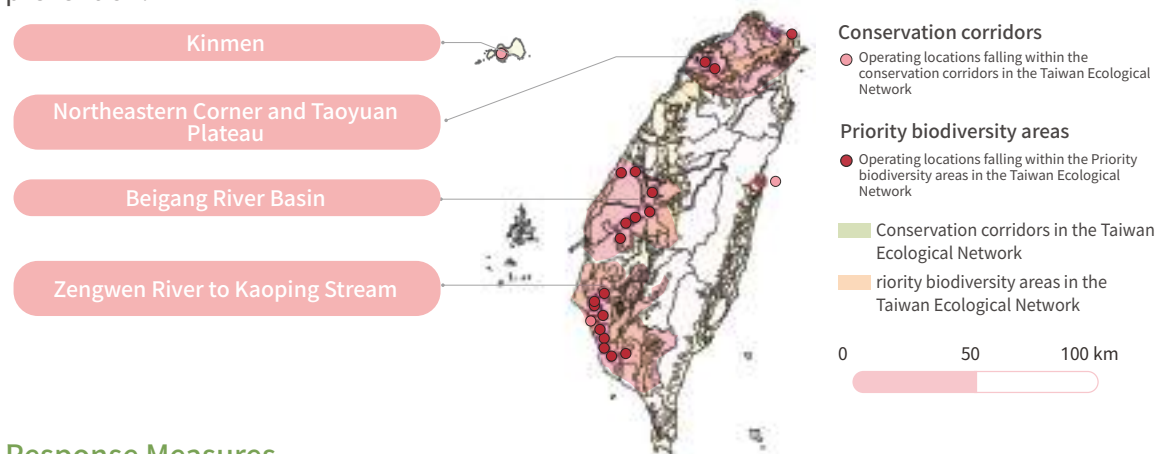 Kinmen
Northeastern Corner and Taoyuan
Plateau
Beigang River Basin
Zengwen River to Kaoping Stream
Conservation corridors
Operating locations falling within the
conservation corridors in the Taiwan Ecological
Network
Priority biodiversity areas
Operating locations falling within the Priority
biodiversity areas in the Taiwan Ecological
Network
Conservation corridors in the Taiwan
Ecological Network
riority biodiversity areas in the
Taiwan Ecological Network
0 50 100 km
Response Measures